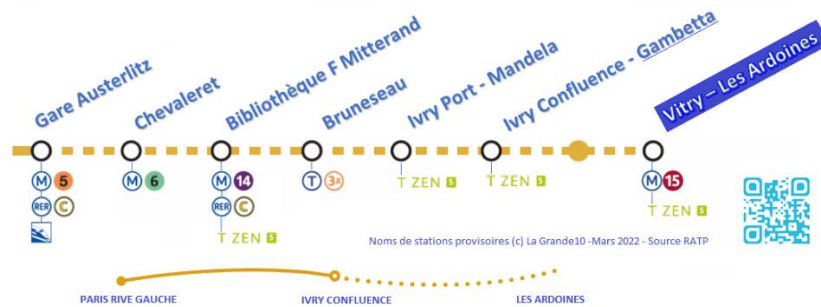 Gare Austerlitz
Chevaleret
Bibliothèque F Mitterand
Bruneseau
Ivry Port - Mandela
Ivry Confluence - Gambetta
Vitry – Les Ardoines
M 5
RER C
M 6
M 14
RER C
T ZEN 5
T 3a
T ZEN 5
T ZEN 5
M 15
T ZEN 5
Noms de stations provisoires (c) La Grande10 -Mars 2022 - Source RATP
PARIS RIVE GAUCHE
IVRY CONFLUENCE
LES ARDOINES